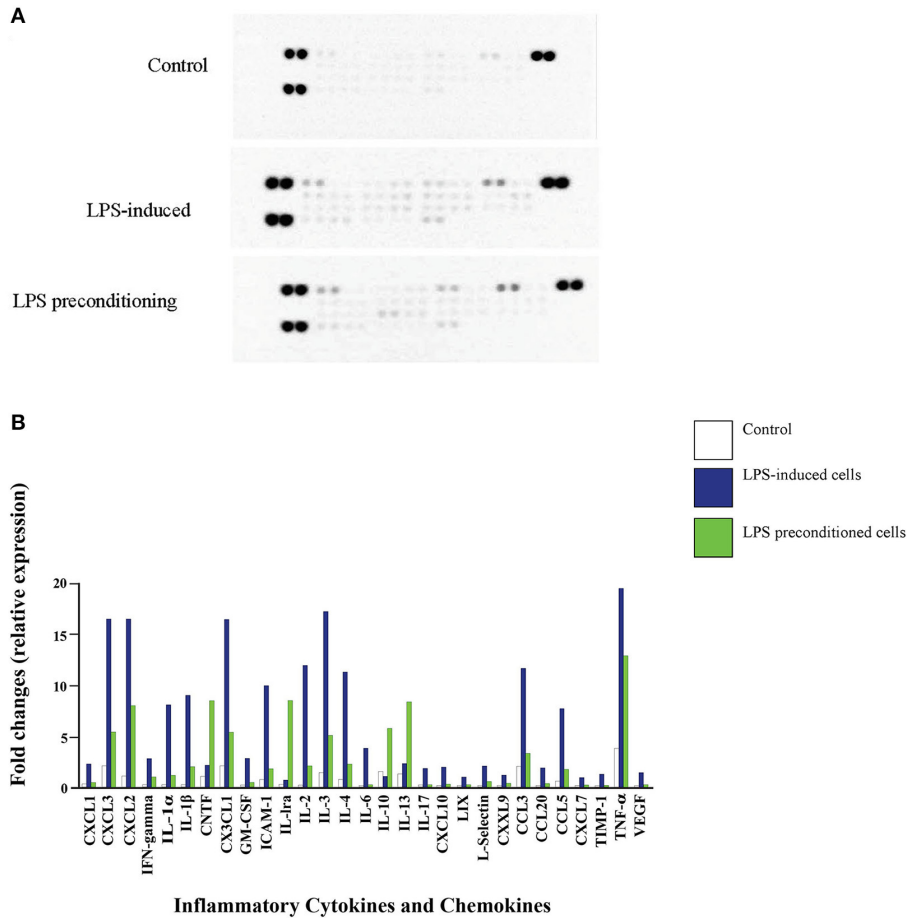 A
Control
LPS-induced
LPS preconditioning
B
Control
LPS-induced cells
LPS preconditioned cells
Fold changes (relative expression)
20
15
10
5
0
CXCL1
CXCL3
CXCL2
IFN-gamma
IL-1α
IL-1β
CNTF
CX3CL1
GM-CSF
ICAM-1
IL-lra
IL-2
IL-3
IL-4
IL-6
IL-10
IL-13
IL-17
CXCL10
LIX
L-Selectin
CXXL9
CCL3
CCL20
CCL5
CXCL7
TIMP-1
TNF-α
VEGF
Inflammatory Cytokines and Chemokines